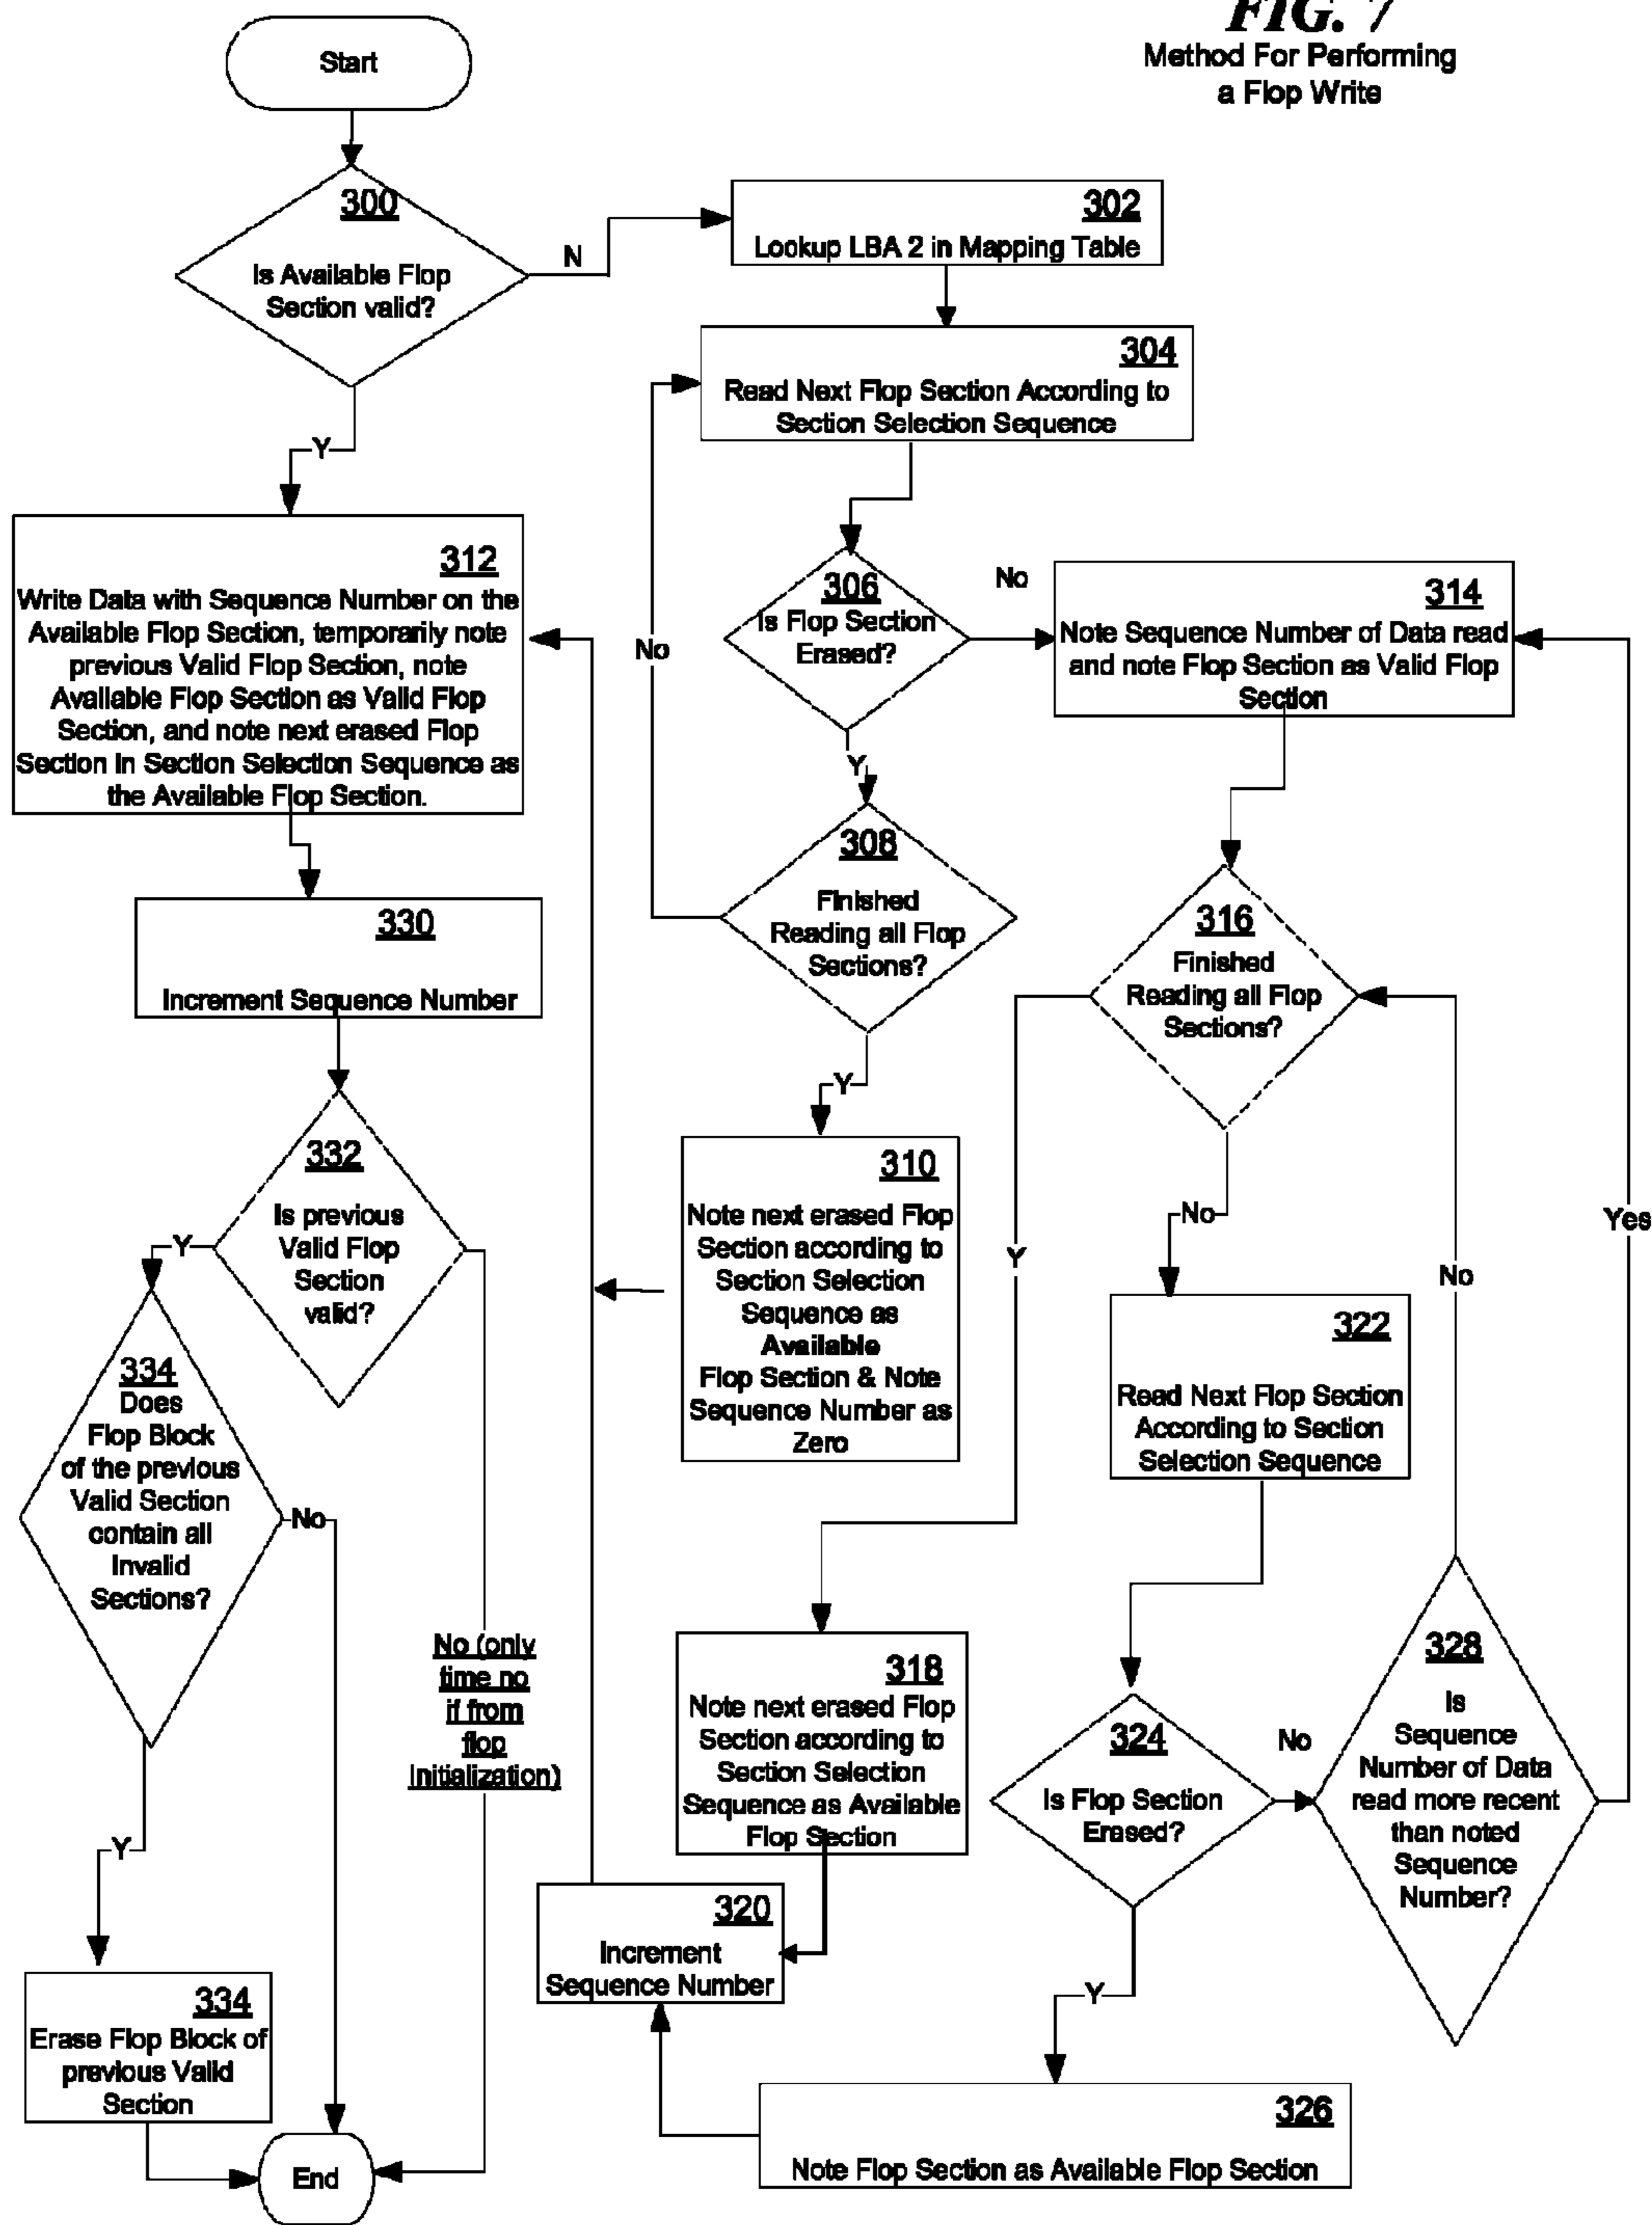 FIG. 7
Method For Performing
a Flop Write
Start
300
Is Available Flop
Section valid?
N
Y
302
Lookup LBA 2 in Mapping Table
304
Read Next Flop Section According to
Section Selection Sequence
306
Is Flop Section
Erased?
No
Y
No
308
Finished
Reading all Flop
Sections?
Y
310
Note next erased Flop
Section according to
Section Selection
Sequence as
Available
Flop Section & Note
Sequence Number as
Zero
312
Write Data with Sequence Number on the
Available Flop Section, temporarily note
previous Valid Flop Section, note
Available Flop Section as Valid Flop
Section, and note next erased Flop
Section in Section Selection Sequence as
the Available Flop Section.
314
Note Sequence Number of Data read
and note Flop Section as Valid Flop
Section
316
Finished
Reading all Flop
Sections?
Y
No
318
Note next erased Flop
Section according to
Section Selection
Sequence as Available
Flop Section
320
Increment
Sequence Number
322
Read Next Flop Section
According to Section
Selection Sequence
324
Is Flop Section
Erased?
No
Y
326
Note Flop Section as Available Flop Section
328
Is
Sequence
Number of Data
read more recent
than noted
Sequence
Number?
No
Yes
330
Increment Sequence Number
332
Is previous
Valid Flop
Section
valid?
Y
No (only
time no
if from
flop
Initialization)
334
Does
Flop Block
of the previous
Valid Section
contain all
Invalid
Sections?
No
Y
334
Erase Flop Block of
previous Valid
Section
End